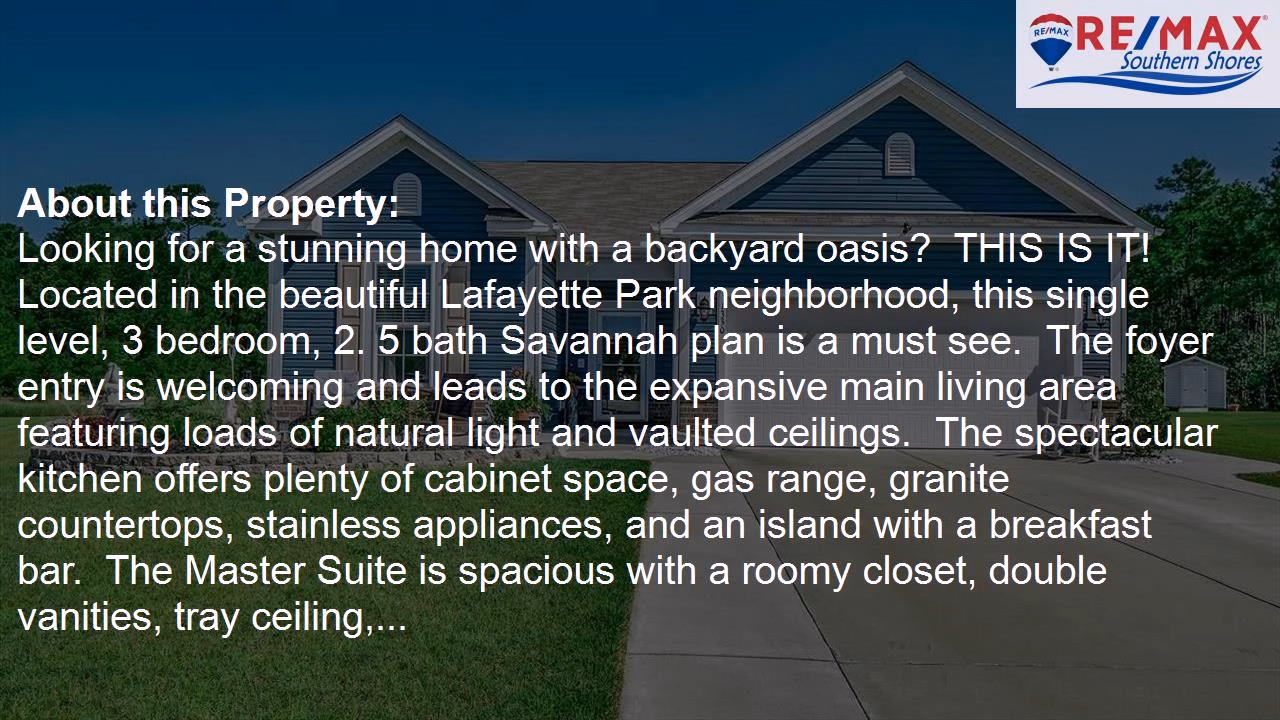 RE/MAX
RE/MAX
Southern Shores
About this Property:
Looking for a stunning home with a backyard oasis?  THIS IS IT!
Located in the beautiful Lafayette Park neighborhood, this single
level, 3 bedroom, 2. 5 bath Savannah plan is a must see.  The foyer
entry is welcoming and leads to the expansive main living area
featuring loads of natural light and vaulted ceilings.  The spectacular
kitchen offers plenty of cabinet space, gas range, granite
countertops, stainless appliances, and an island with a breakfast
bar.  The Master Suite is spacious with a roomy closet, double
vanities, tray ceiling,...